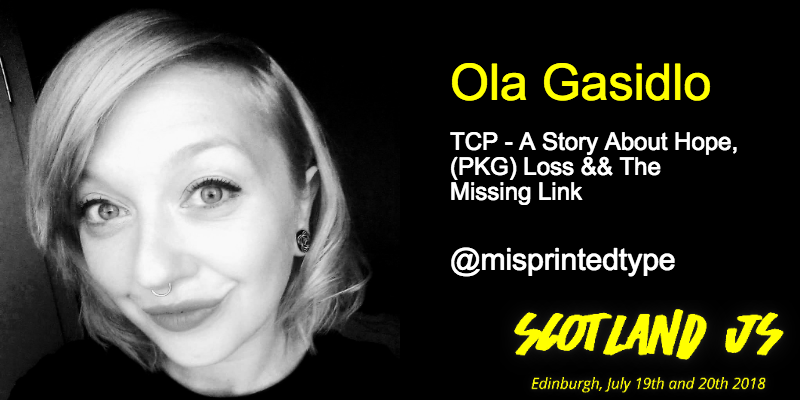 Ola Gasidlo
TCP - A Story About Hope,
(PKG) Loss && The
Missing Link
@misprintedtype
SCOTLAND JS
Edinburgh, July 19th and 20th 2018